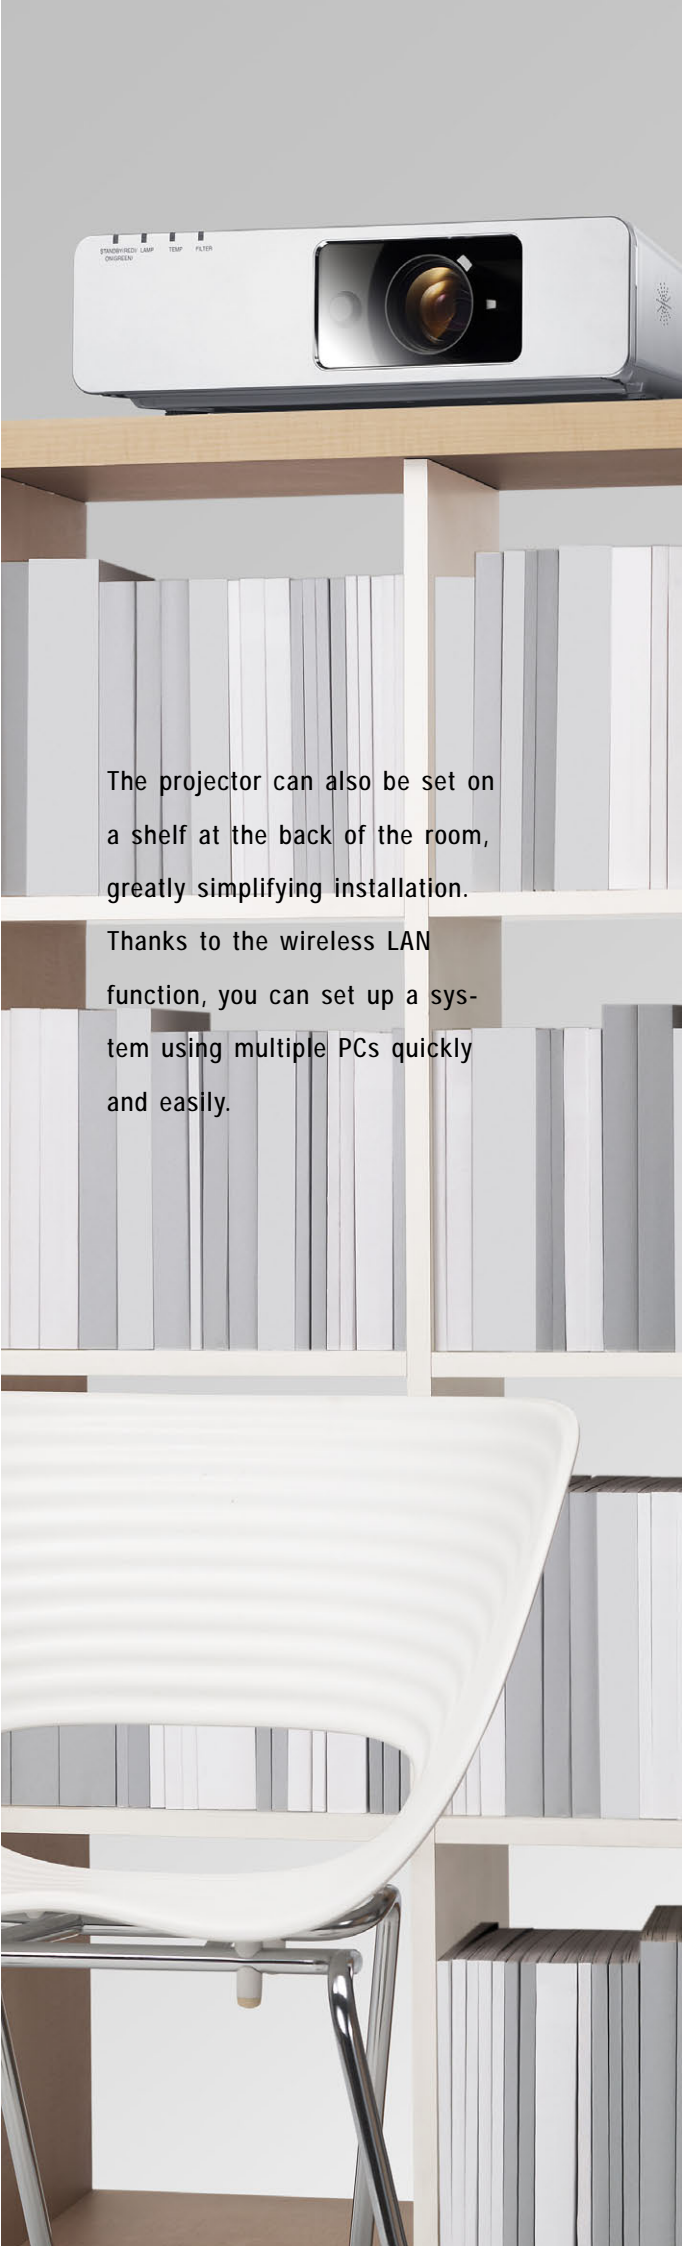 STANDBY(RED)/ LAMP TEMP FILTER
ON(GREEN)
The projector can also be set on
a shelf at the back of the room,
greatly simplifying installation.
Thanks to the wireless LAN
function, you can set up a sys-
tem using multiple PCs quickly
and easily.